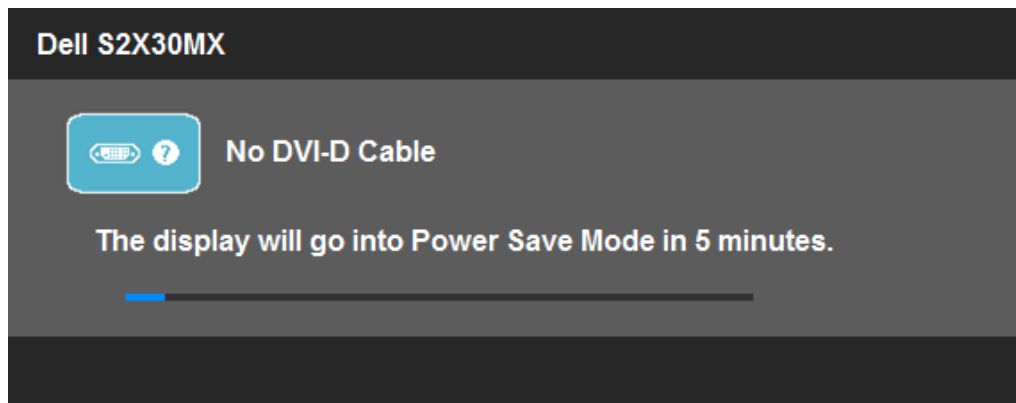 Dell S2X30MX
No DVI-D Cable
The display will go into Power Save Mode in 5 minutes.